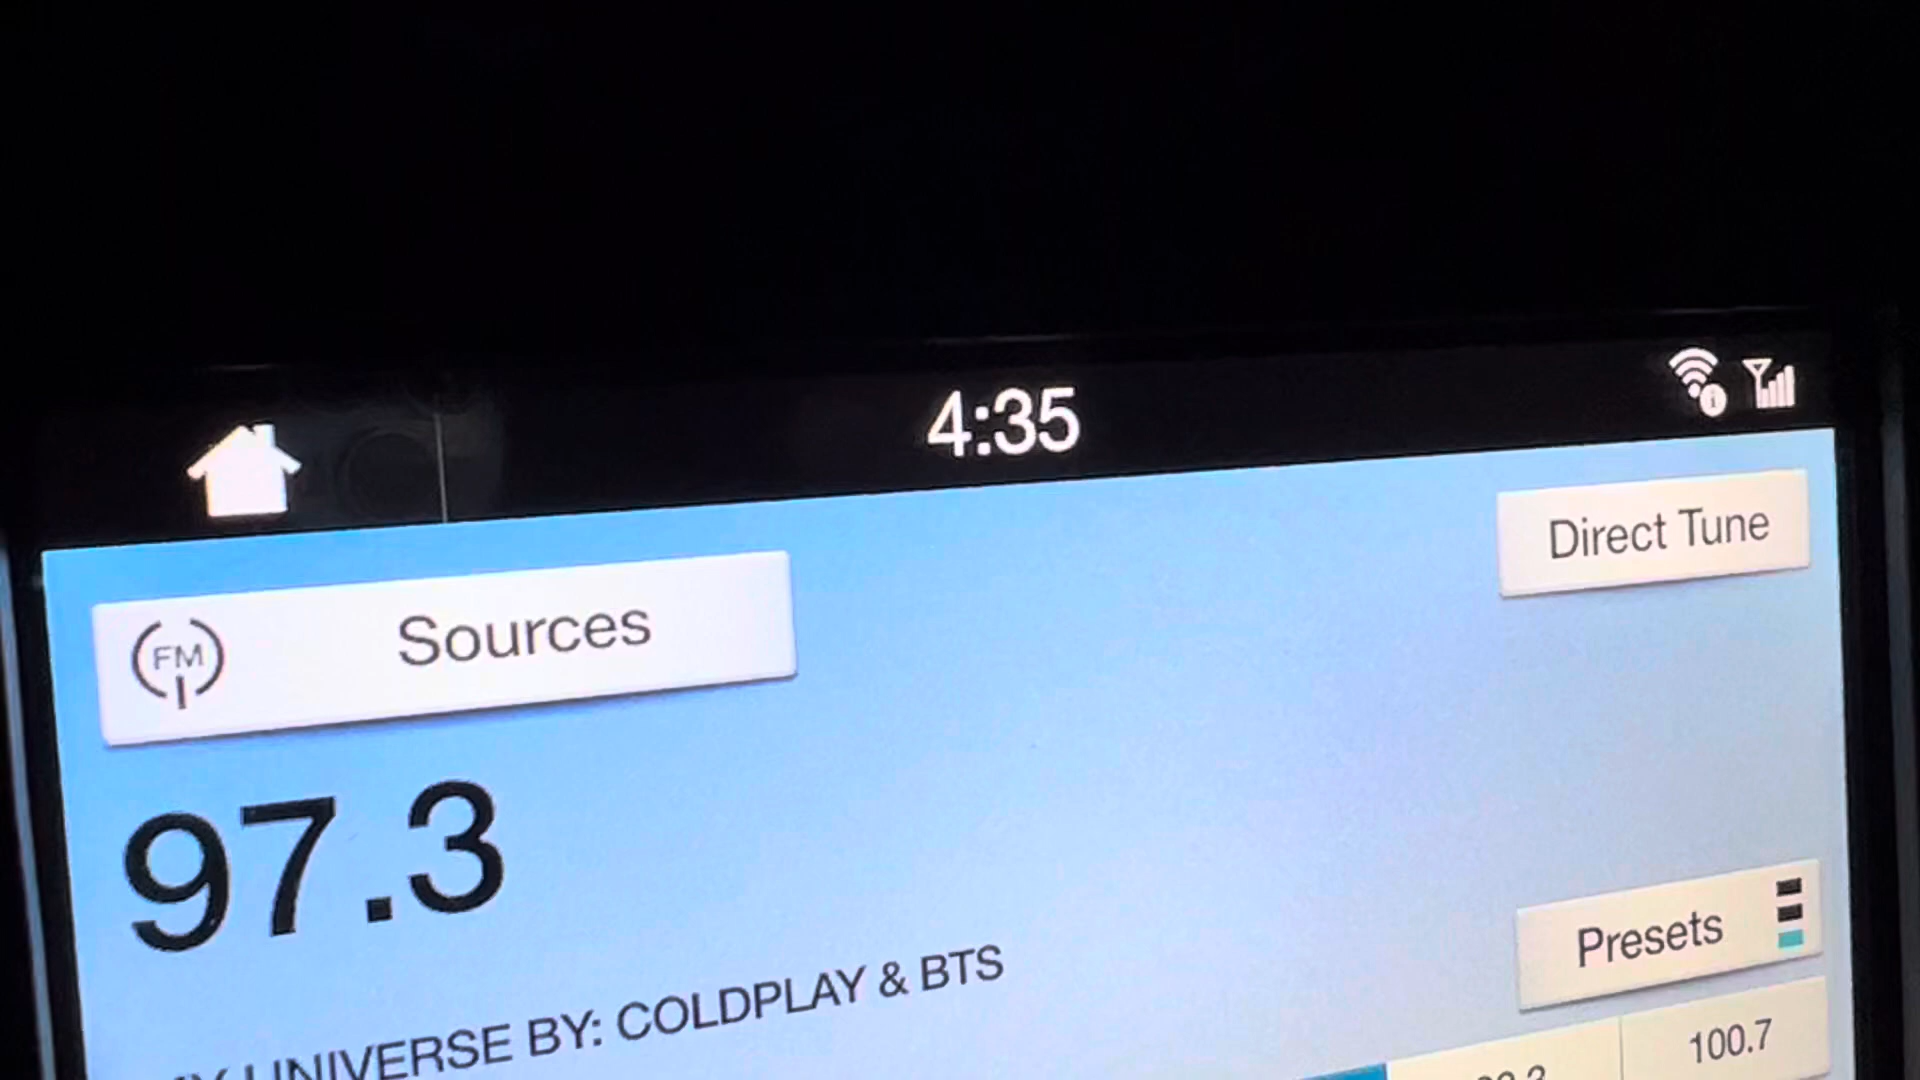 4:35
Direct Tune
FM
Sources
97.3
Presets
UNIVERSE BY: COLDPLAY & BTS
100.7